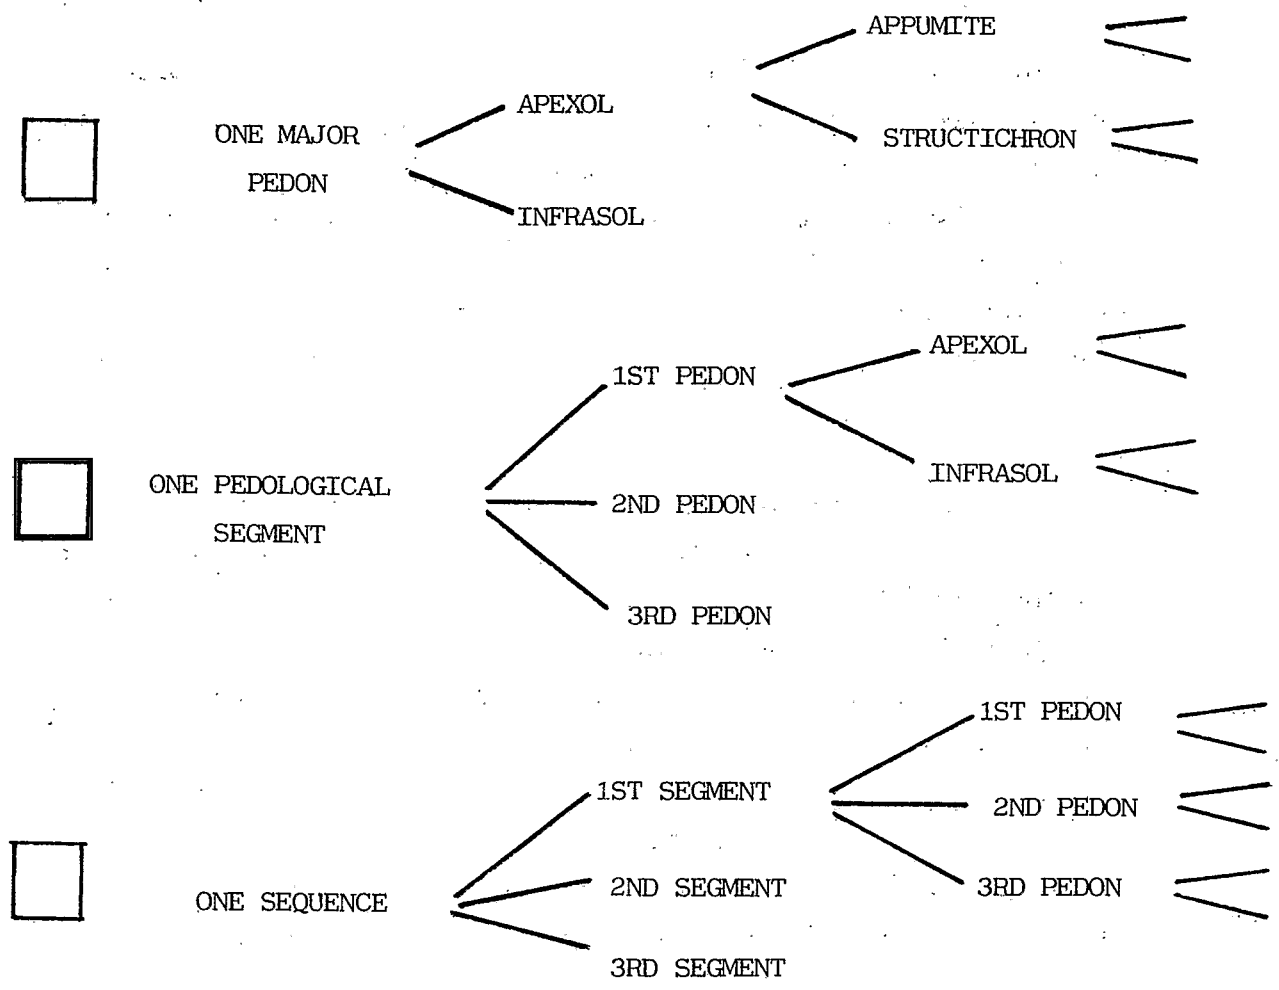 APPUMITE
APEXOL
ONE MAJOR
PEDON
STRUCTICHRON
INFRASOL
APEXOL
1ST PEDON
INFRASOL
ONE PEDOLOGICAL
SEGMENT
2ND PEDON
3RD PEDON
1ST PEDON
1ST SEGMENT
2ND PEDON
3RD PEDON
2ND SEGMENT
ONE SEQUENCE
3RD SEGMENT